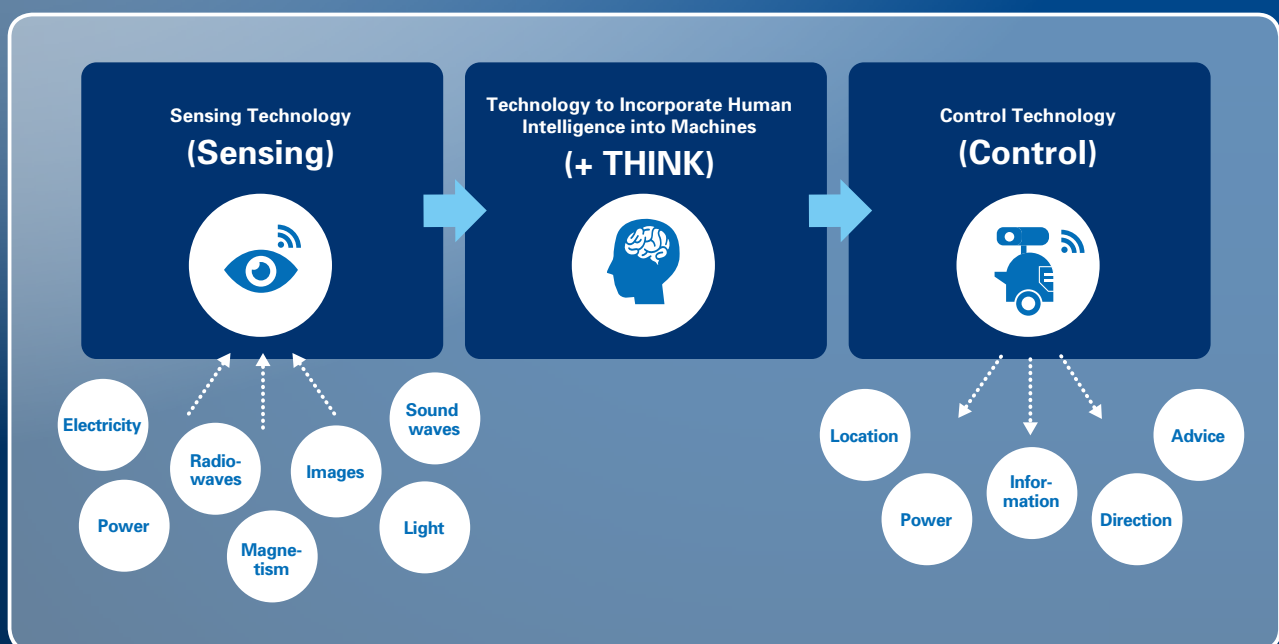 Sensing Technology
(Sensing)
Technology to Incorporate Human
Intelligence into Machines
(+ THINK)
Control Technology
(Control)
Electricity
Power
Radio-
waves
Magne-
tism
Images
Sound
waves
Light
Location
Power
Infor-
mation
Direction
Advice